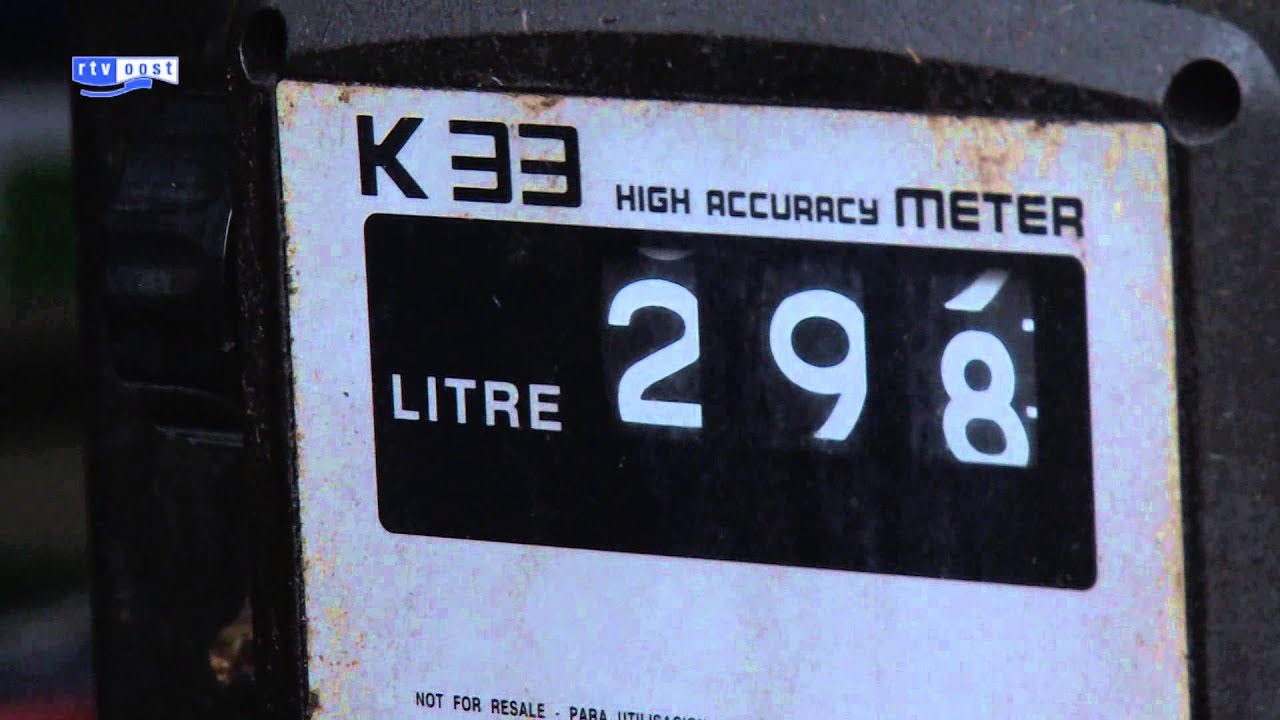 rtv oost
K33 HIGH ACCURACY METER
LITRE 298
NOT FOR RESALE - PARA